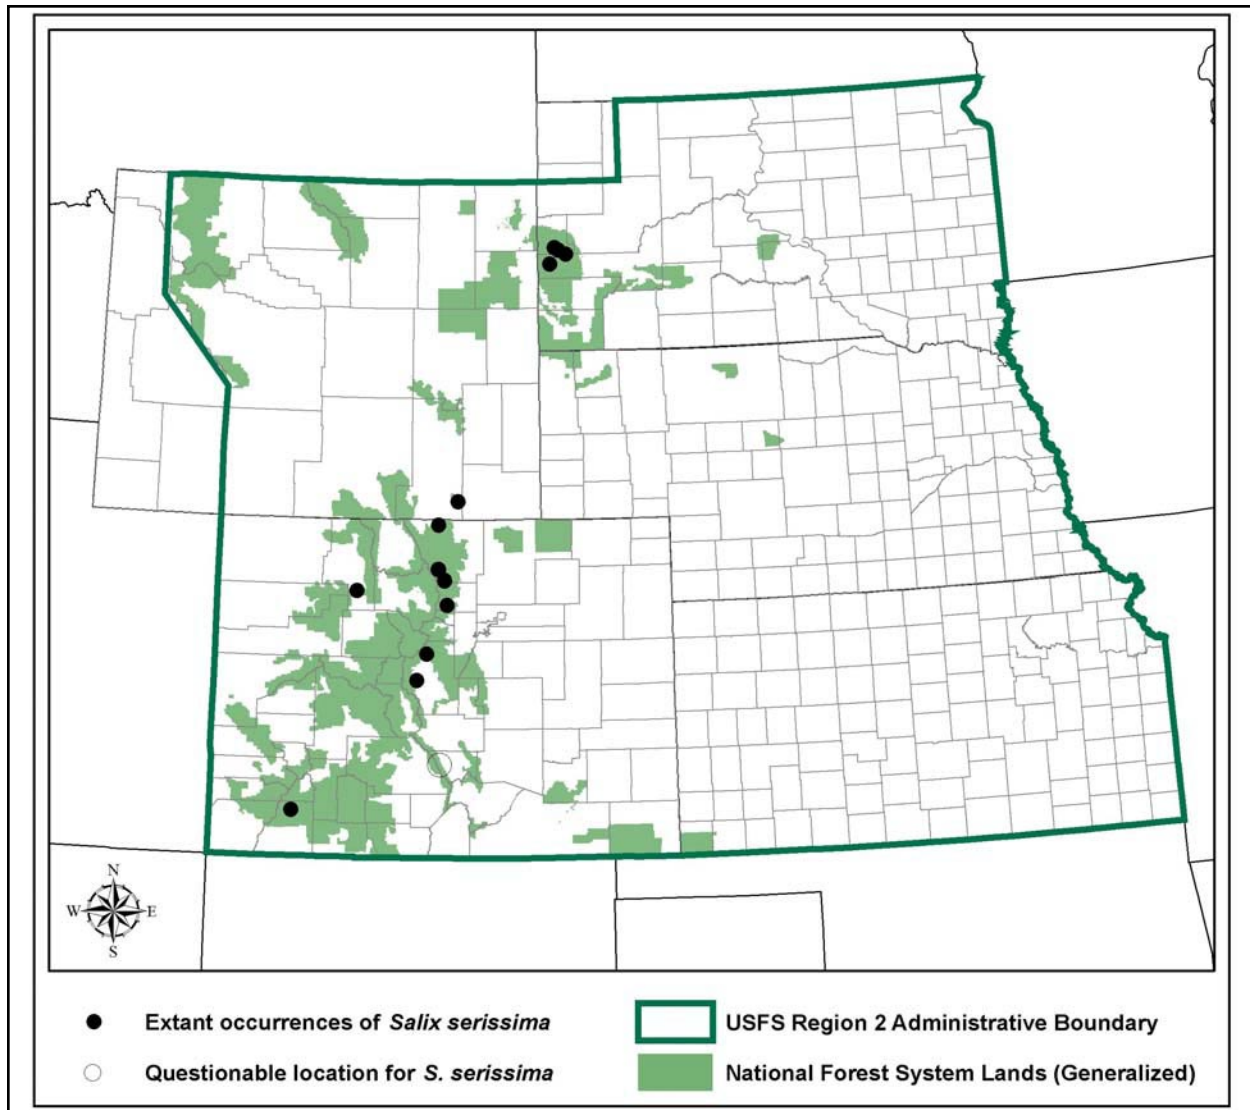 N
W E
S
Extant occurrences of Salix serissima
USFS Region 2 Administrative Boundary
Questionable location for S. serissima
National Forest System Lands (Generalized)